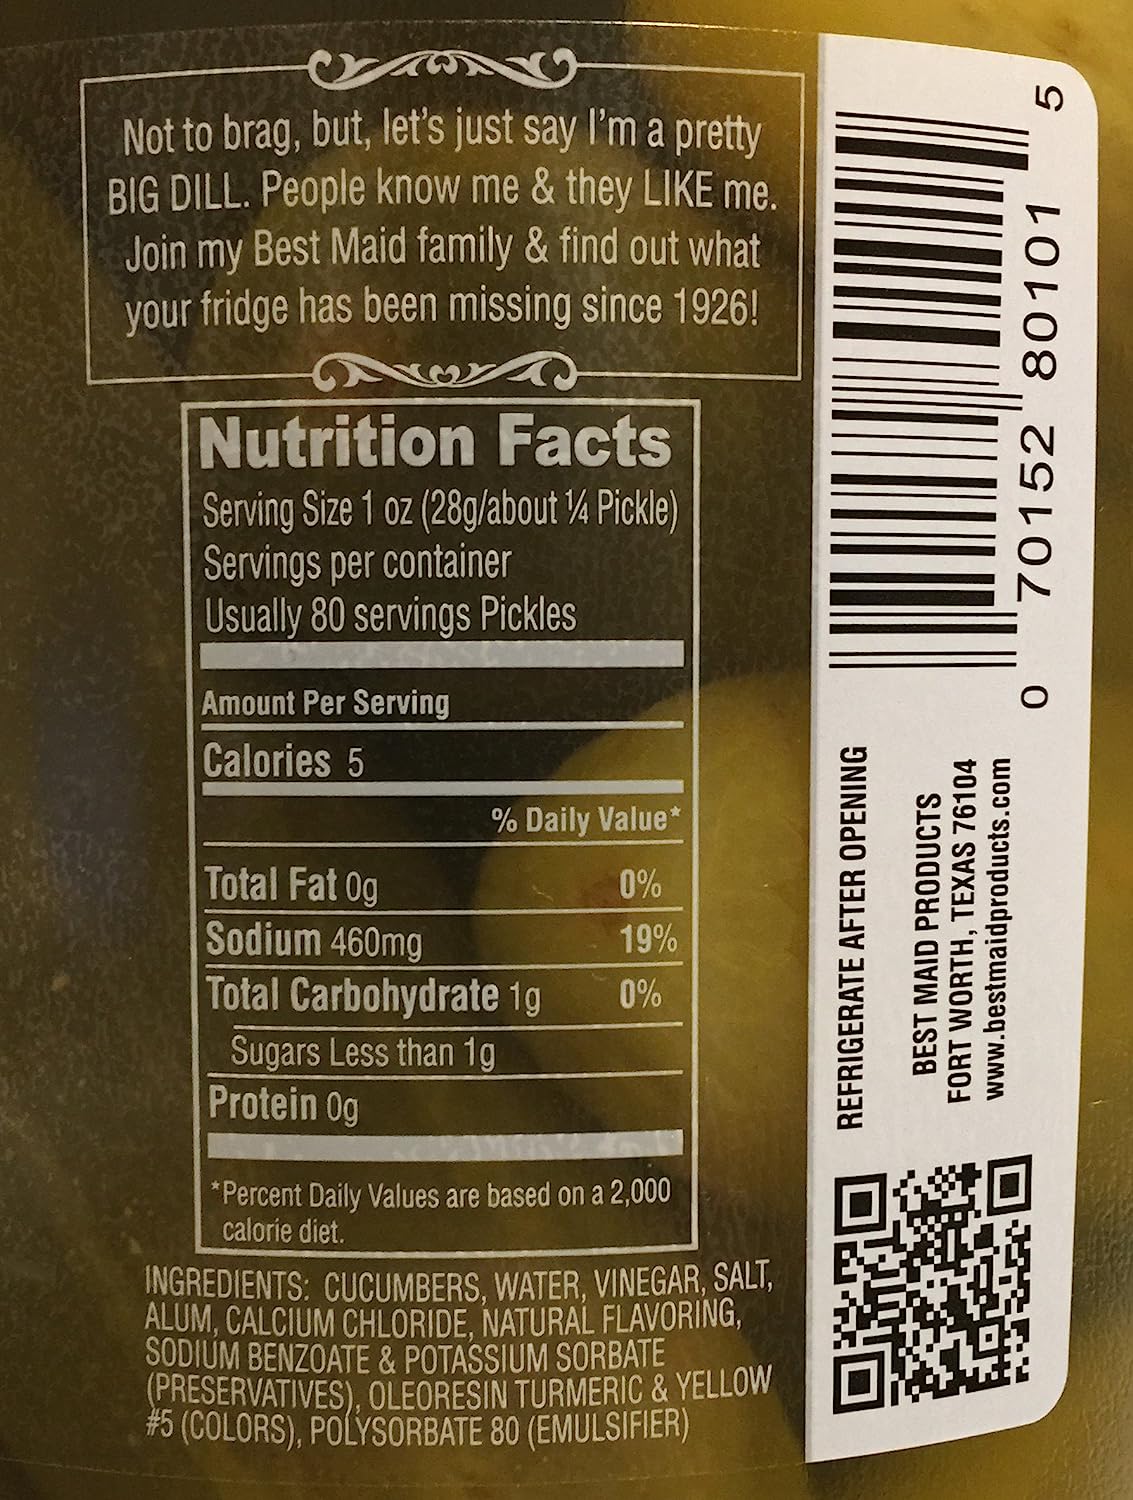 Not to brag, but, let's just say I'm a pretty
BIG DILL. People know me & they LIKE me.
Join my Best Maid family & find out what
your fridge has been missing since 1926!
Nutrition Facts
Serving Size 1 oz (28g/about ¼ Pickle)
Servings per container
Usually 80 servings Pickles
Amount Per Serving
Calories 5
% Daily Value*
Total Fat 0g 0%
Sodium 460mg 19%
Total Carbohydrate 1g 0%
Sugars Less than 1g
Protein 0g
*Percent Daily Values are based on a 2,000
calorie diet.
INGREDIENTS: CUCUMBERS, WATER, VINEGAR, SALT,
ALUM, CALCIUM CHLORIDE, NATURAL FLAVORING,
SODIUM BENZOATE & POTASSIUM SORBATE
(PRESERVATIVES), OLEORESIN TURMERIC & YELLOW
#5 (COLORS), POLYSORBATE 80 (EMULSIFIER)
0 70152 80101 5
REFRIGERATE AFTER OPENING
BEST MAID PRODUCTS
FORT WORTH, TEXAS 76104
www.bestmaidproducts.com